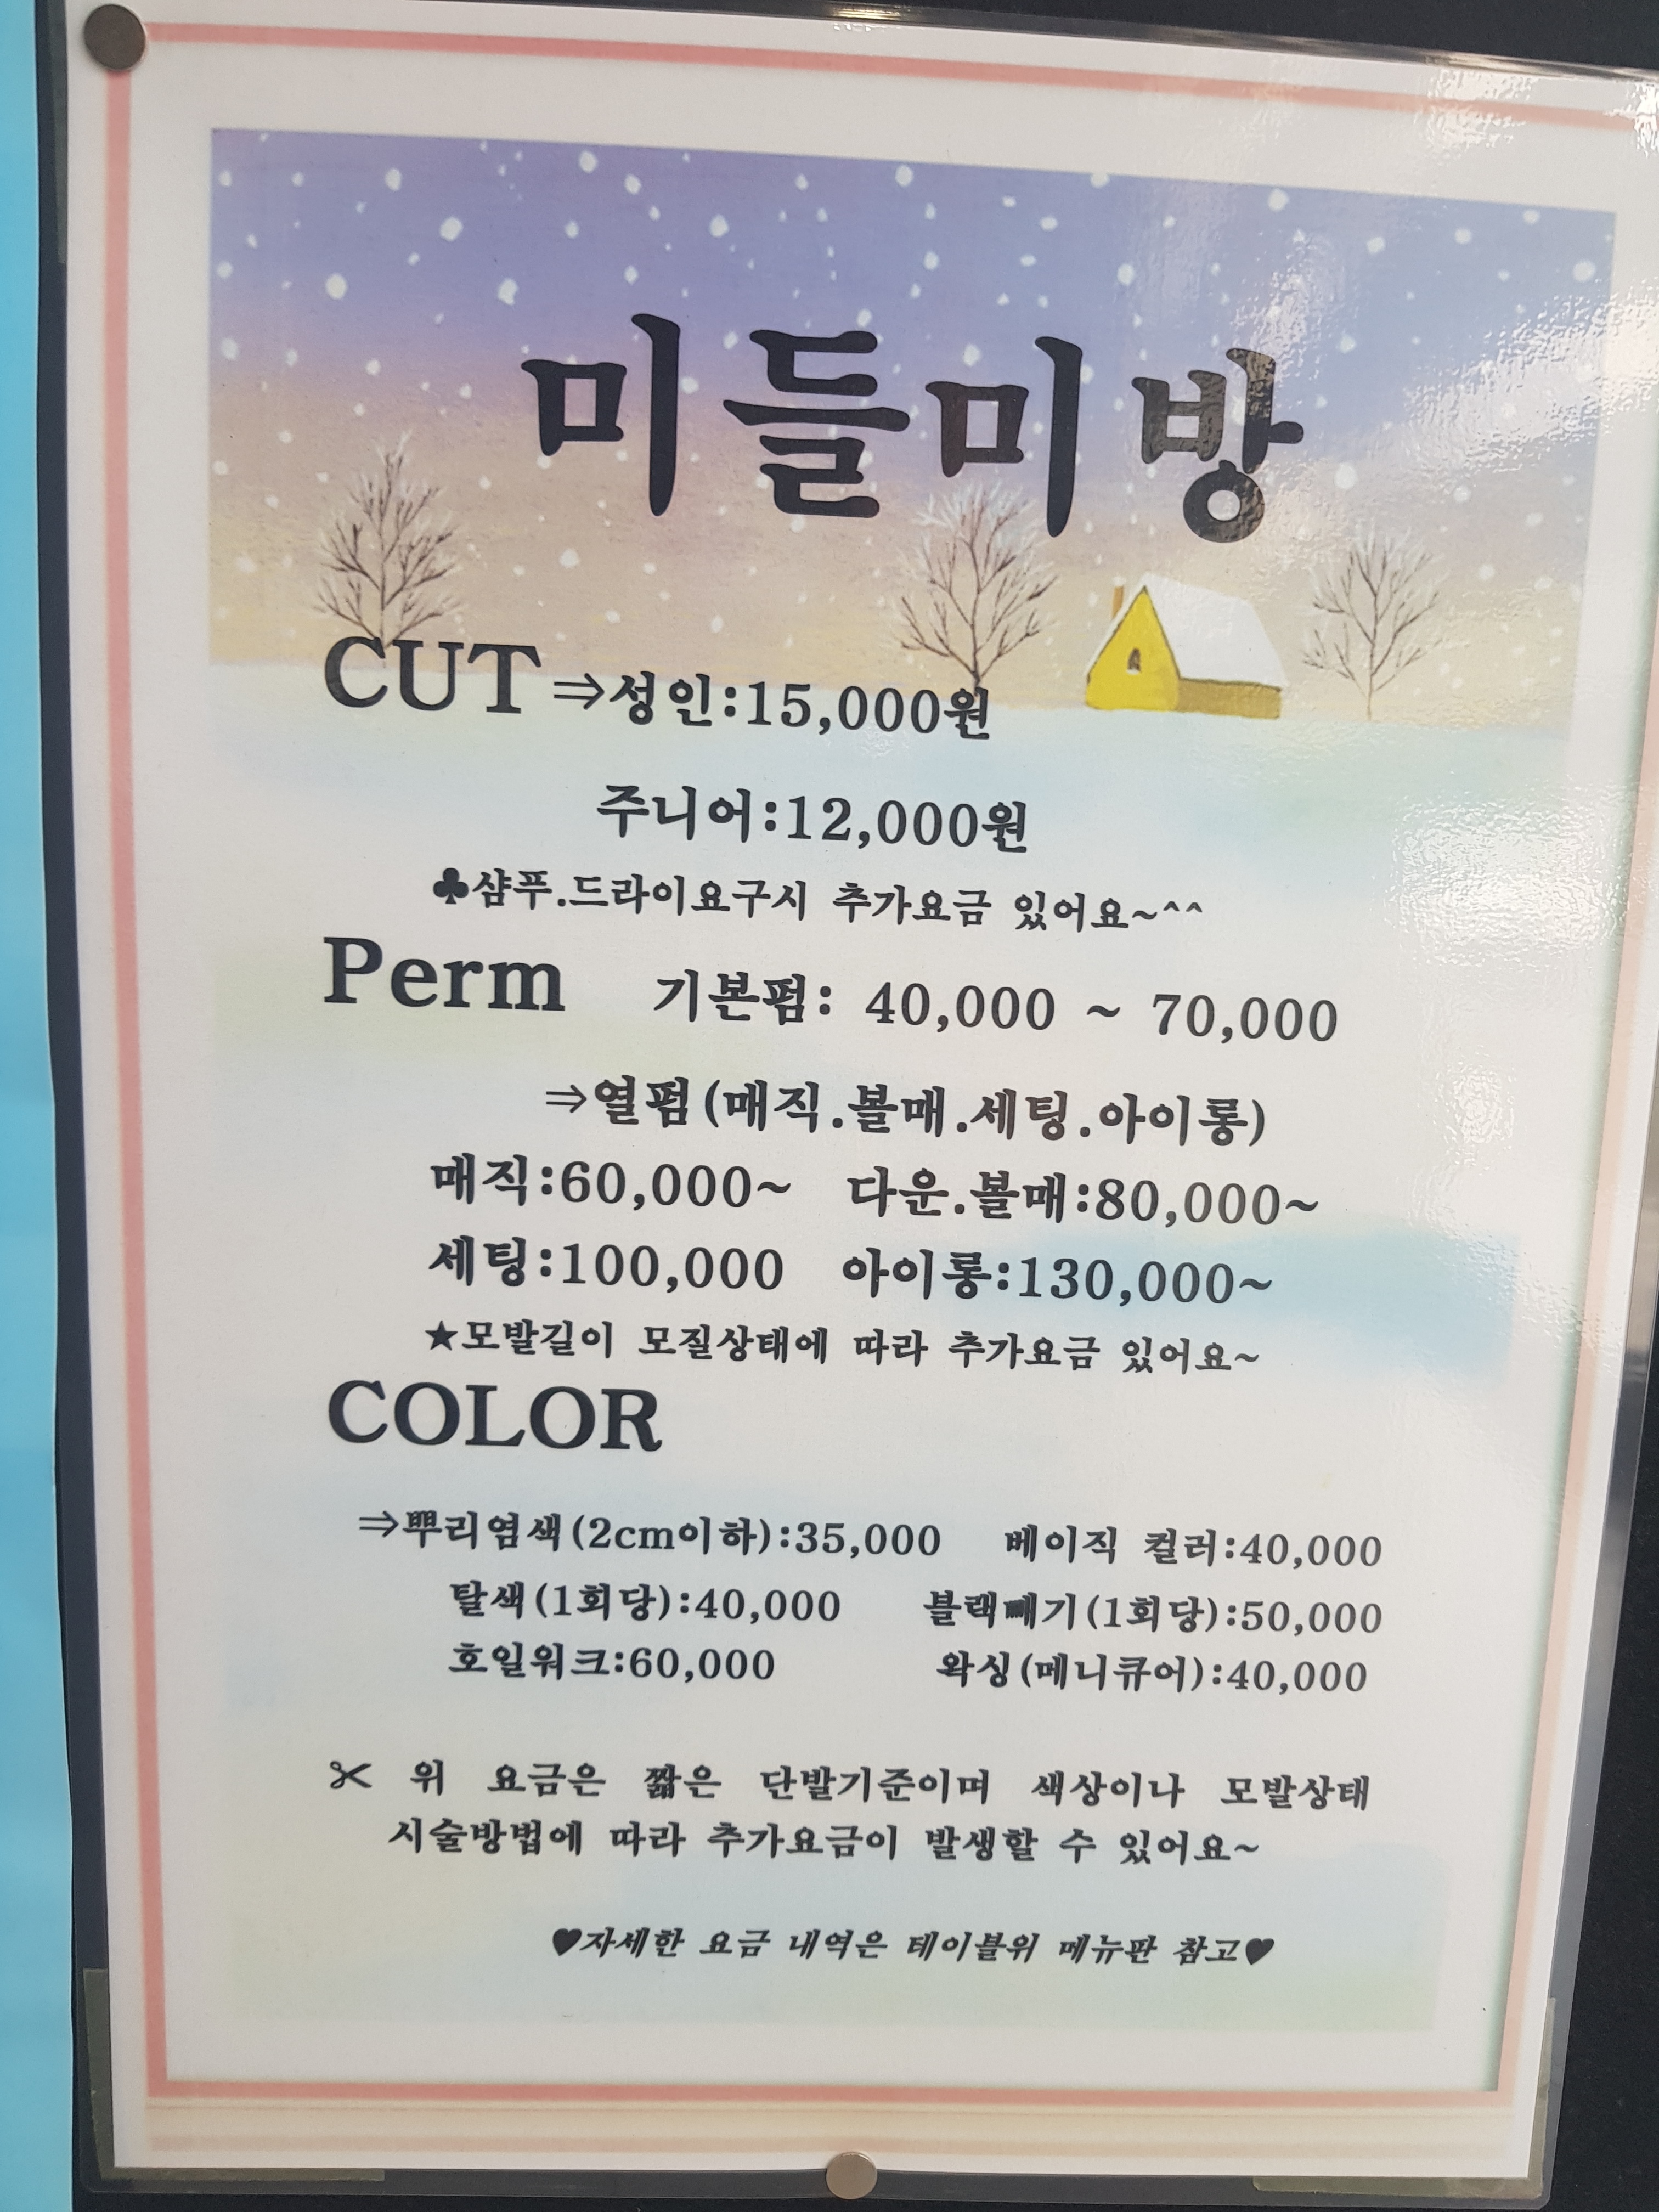 미들미방
CUT⇒성인:15,000원
주니어:12,000원
♣샴푸.드라이요구시 추가요금 있어요~^^
Perm 기본펌: 40,000 ~ 70,000
⇒열펌(매직.볼매.세팅.아이롱)
매직:60,000~ 다운.볼매:80,000~
세팅:100,000 아이롱:130,000~
★모발길이 모질상태에 따라 추가요금 있어요~
COLOR
⇒뿌리염색(2cm이하):35,000 베이직 컬러:40,000
탈색(1회당):40,000 블랙빼기(1회당):50,000
호일워크:60,000 왁싱(메니큐어):40,000
✂ 위 요금은 짧은 단발기준이며 색상이나 모발상태
시술방법에 따라 추가요금이 발생할 수 있어요~
♥자세한 요금 내역은 테이블위 메뉴판 참고♥